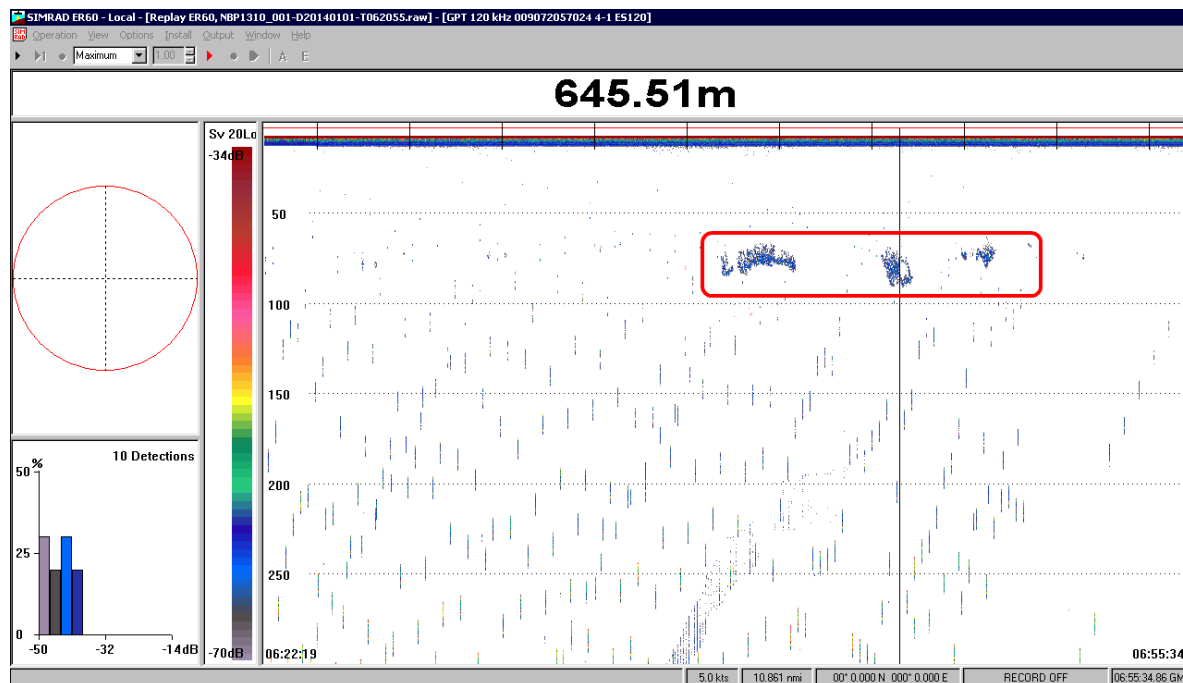 SIMRAD ER60 - Local - [Replay ER60, NBP1310_001-D20140101-T062055.raw] - [GPT 120 kHz 009072057024 4-1 ES120]
Operation View Options Install Output Window Help
Maximum 1.00 A E
645.51m
Sv 20Lo
-34dB
50
100
150
200
250
10 Detections
%
50
25
0
-50 -32 -14dB
-70dB
06:22:19 06:55:34
5.0 kts 10.861 nmi 00° 0.000 N 000° 0.000 E RECORD OFF 06:55:34.86 GM